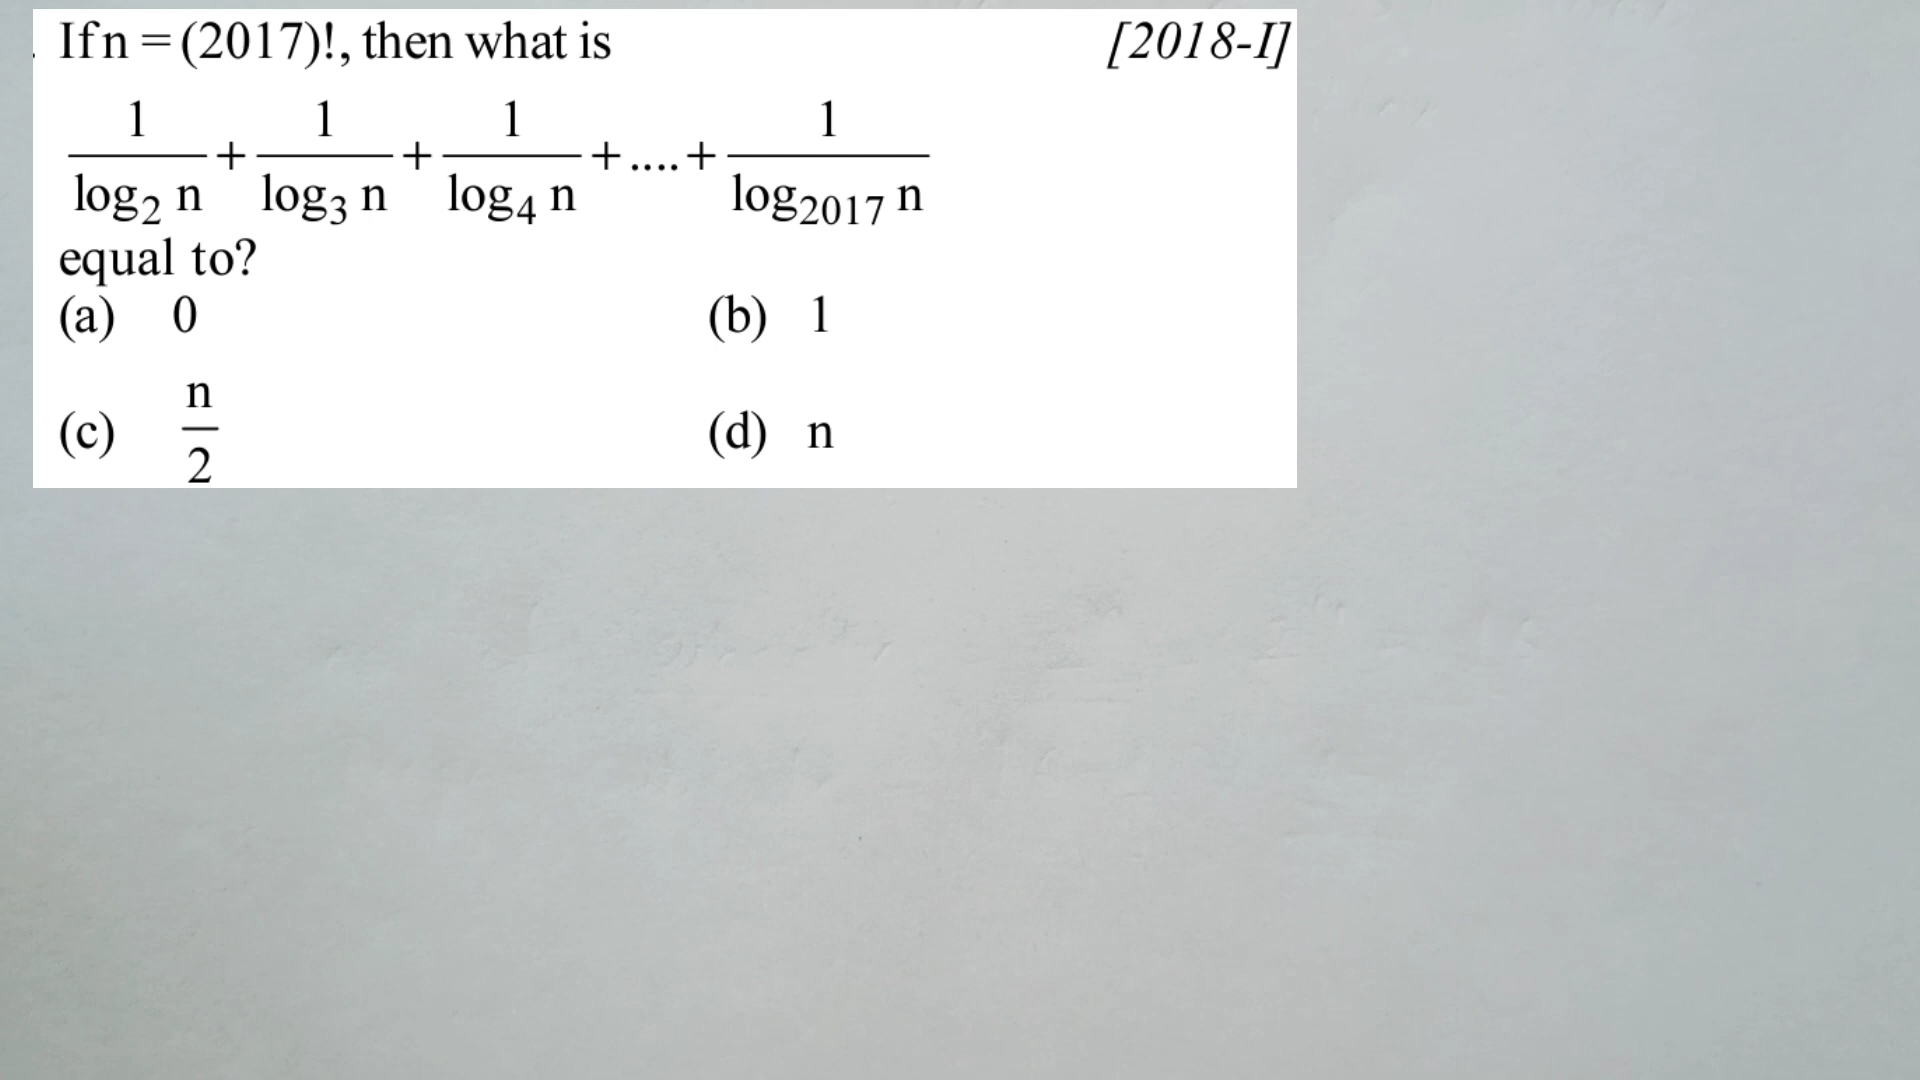 . If n = (2017)!, then what is [2018-I]
1/log₂ n + 1/log₃ n + 1/log₄ n + .... + 1/log₂₀₁₇ n
equal to?
(a) 0 (b) 1
(c) n/2 (d) n